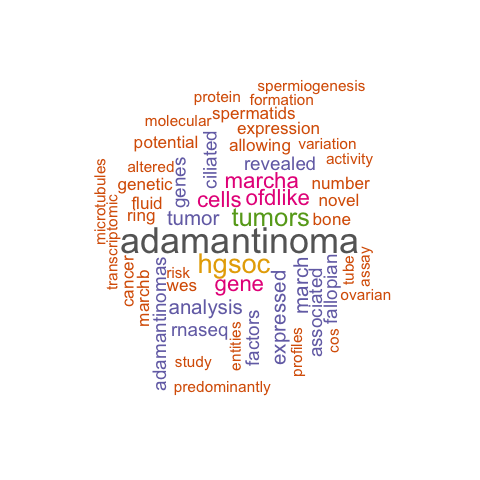 spermiogenesis
protein
formation
spermatids
molecular
expression
potential
ciliated
allowing
variation
revealed
activity
altered
genes
marcha
number
genetic
cells
ofdlike
novel
microtubules
transcriptomic
fluid
ring
tumor
tumors
bone
adamantinoma
hgsoc
cancer
marchb
adamantinomas
risk
wes
gene
expressed
march
associated
fallopian
tube
assay
ovarian
analysis
rnaseq
factors
entities
profiles
cos
study
predominantly